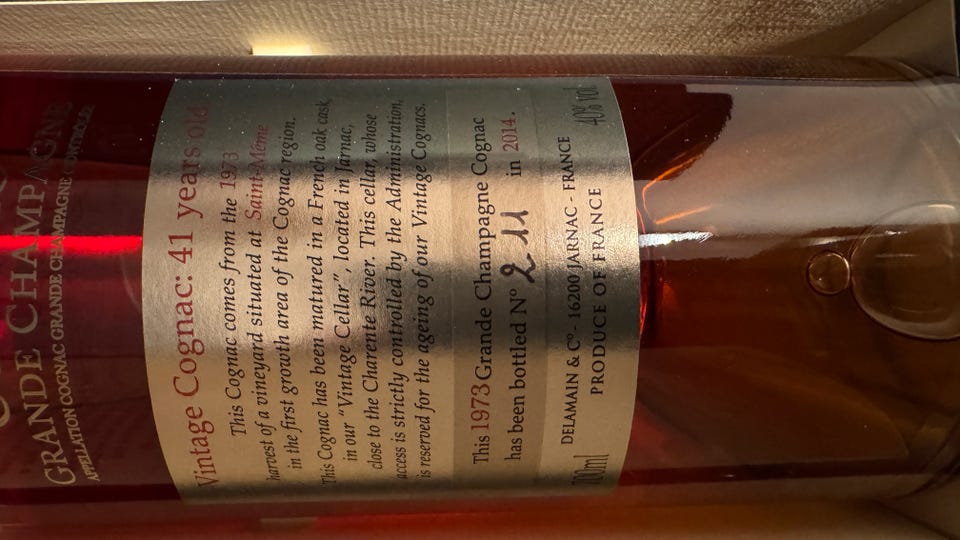 GRANDE CHAMPAGNE
APPELLATION COGNAC GRANDE CHAMPAGNE CONTRÔLÉE
Vintage Cognac: 41 years old
This Cognac comes from the 1973
harvest of a vineyard situated at Saint-Même
in the first growth area of the Cognac region.
This Cognac has been matured in a French oak cask,
in our “Vintage Cellar”, located in Jarnac,
close to the Charente River. This cellar, whose
access is strictly controlled by the Administration,
is reserved for the ageing of our Vintage Cognacs.
This 1973 Grande Champagne Cognac
has been bottled N° 211 in 2014.
DELAMAIN & C° - 16200 JARNAC - FRANCE
700ml PRODUCE OF FRANCE 40% vol